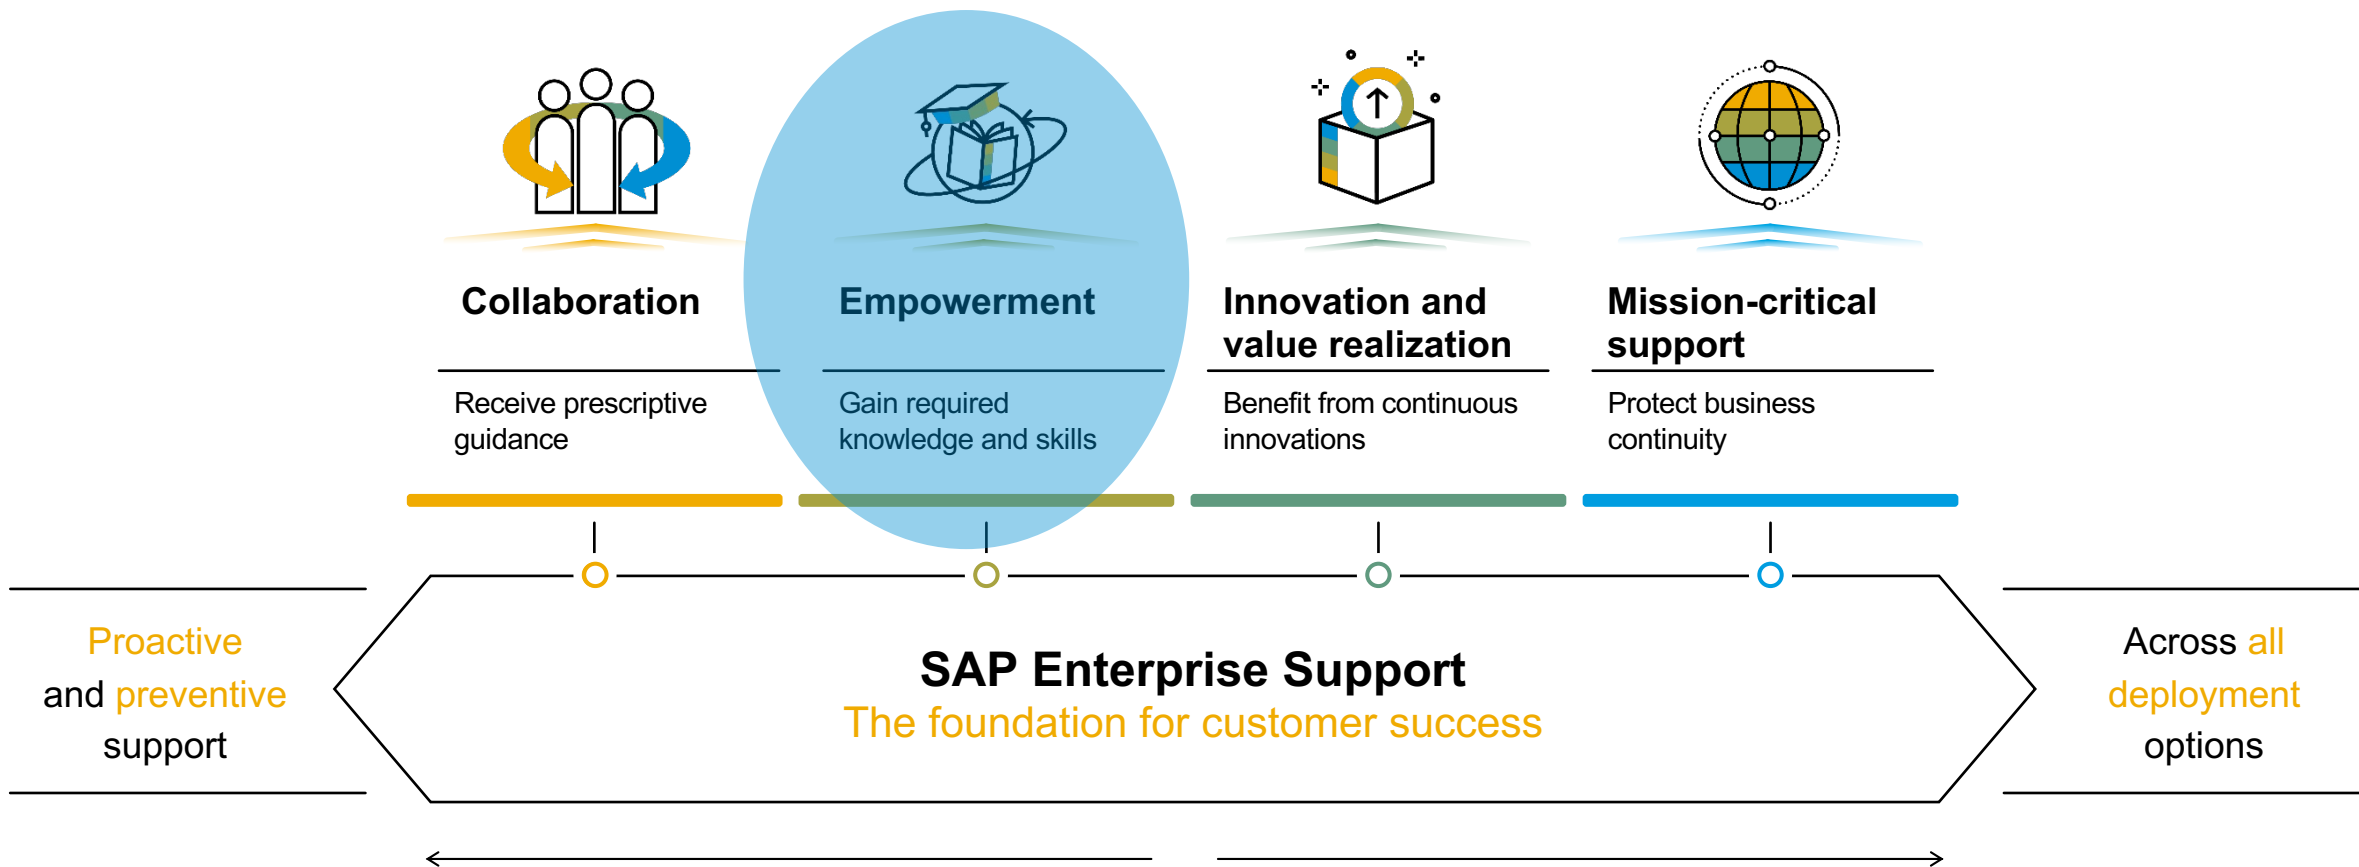 Collaboration
Receive prescriptive
guidance
Empowerment
Gain required
knowledge and skills
Innovation and
value realization
Benefit from continuous
innovations
Mission-critical
support
Protect business
continuity
Proactive
and preventive
support
SAP Enterprise Support
The foundation for customer success
Across all
deployment
options